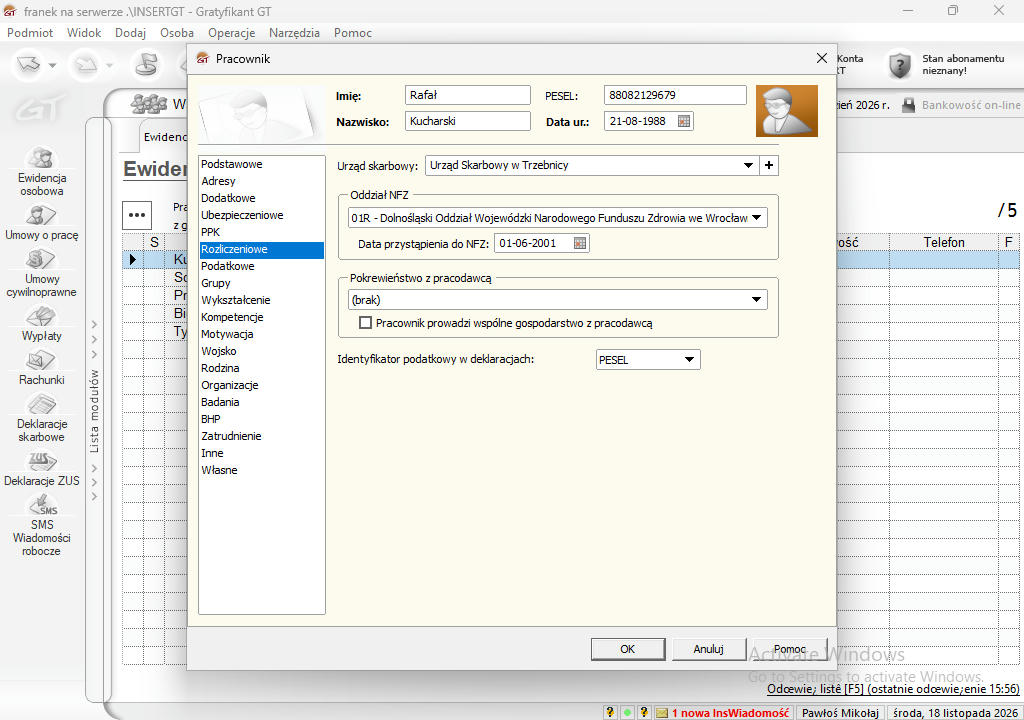 franek na serwerze .\INSERTGT - Gratyfikant GT
Podmiot Widok Dodaj Osoba Operacje Narzędzia Pomoc
Pracownik
Konta
Stan abonamentu
nieznany!
GT
2026 r.
Bankowość on-line
Imię: Rafał
PESEL: 88082129679
Nazwisko: Kucharski
Data ur.: 21-08-1988
Ewidencja
osobowa
Umowy o pracę
Umowy
cywilnoprawne
Wypłaty
Rachunki
Deklaracje
skarbowe
Deklaracje ZUS
SMS
Wiadomości
robocze
Lista modułów
/5
S
Telefon F
Podstawowe
Adresy
Dodatkowe
Ubezpieczeniowe
PPK
Rozliczeniowe
Podatkowe
Grupy
Wykształcenie
Kompetencje
Motywacja
Wojsko
Rodzina
Organizacje
Badania
BHP
Zatrudnienie
Inne
Własne
Urząd skarbowy: Urząd Skarbowy w Trzebnicy
Oddział NFZ
01R - Dolnośląski Oddział Wojewódzki Narodowego Funduszu Zdrowia we Wrocław
Data przystąpienia do NFZ: 01-06-2001
Pokrewieństwo z pracodawcą
(brak)
Pracownik prowadzi wspólne gospodarstwo z pracodawcą
Identyfikator podatkowy w deklaracjach: PESEL
OK Anuluj Pomoc
Activate Windows
Go to Settings to activate Windows.
Odœwie¿ listê [F5] (ostatnie odœwie¿enie 15:56)
1 nowa InsWiadomość
Pawłoś Mikołaj
środa, 18 listopada 2026